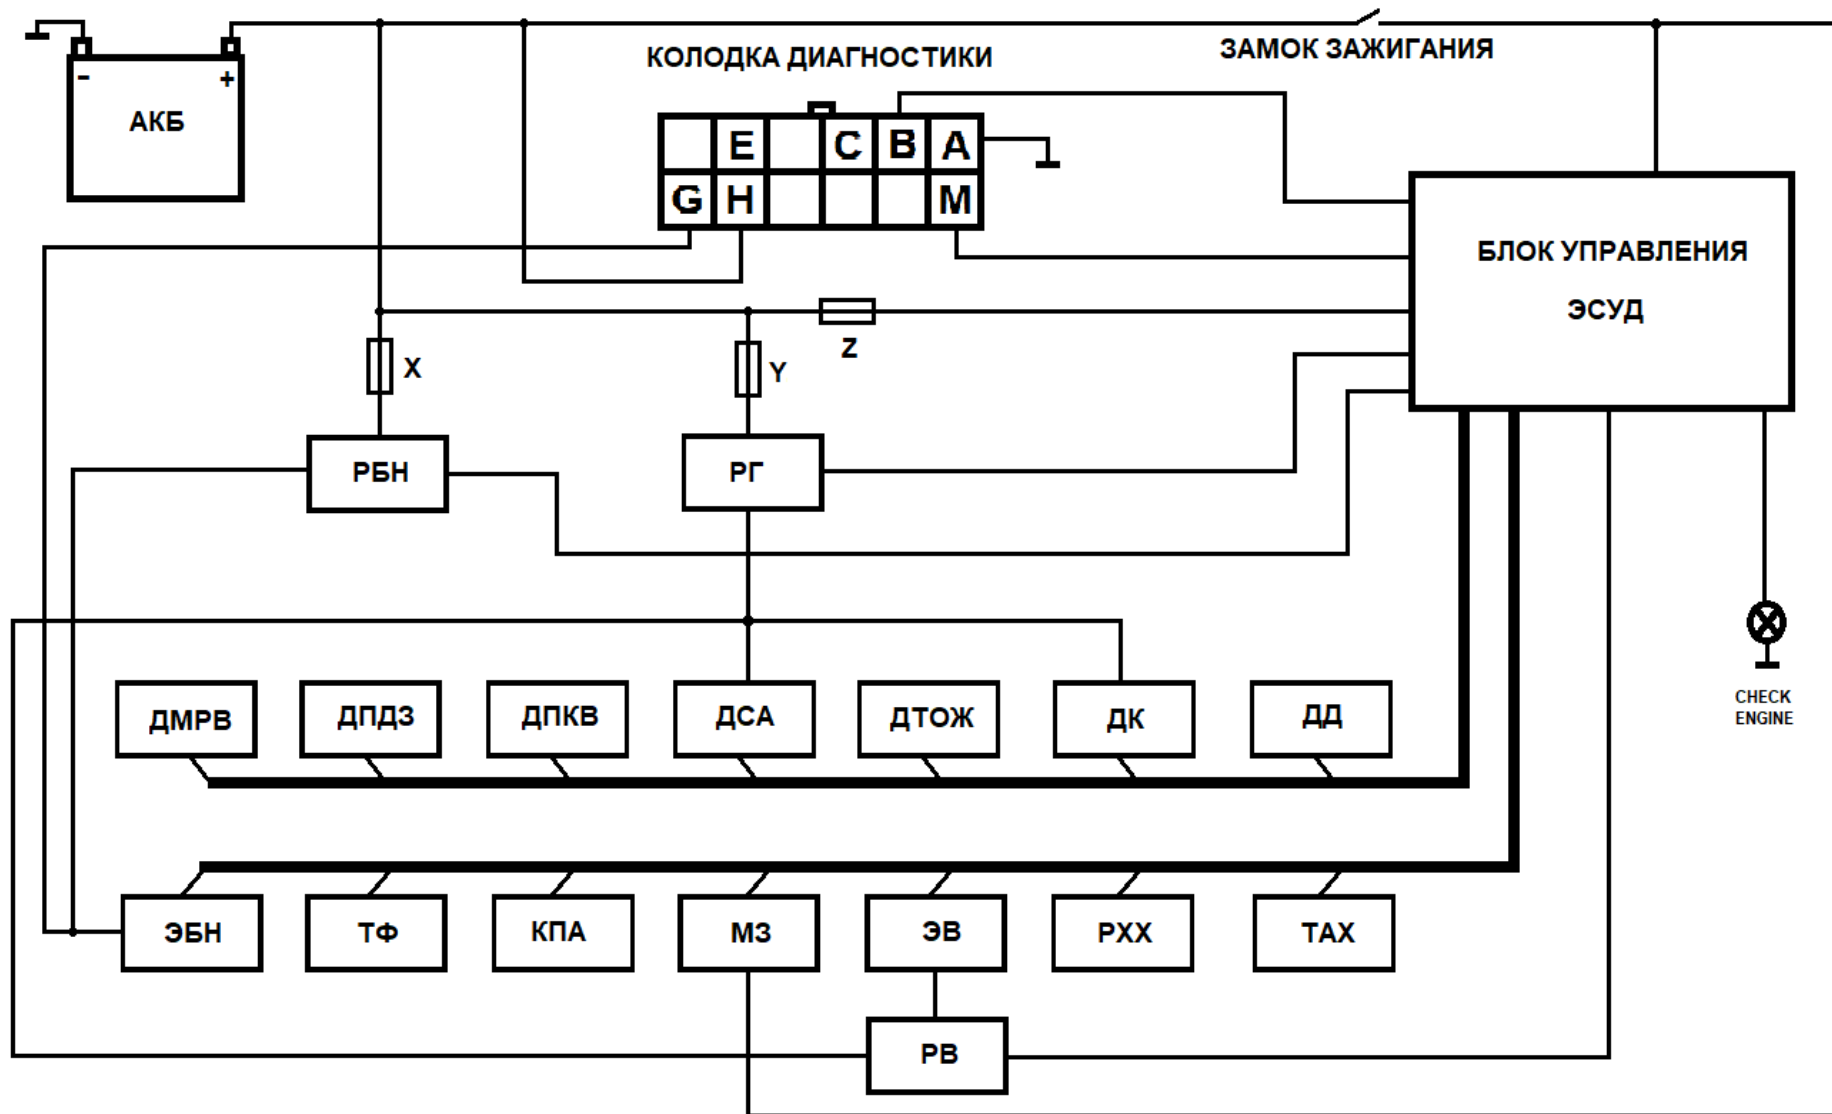 КОЛОДКА ДИАГНОСТИКИ
ЗАМОК ЗАЖИГАНИЯ
- +
АКБ
E C B A
G H M
БЛОК УПРАВЛЕНИЯ
ЭСУД
Z
X
Y
РБН
РГ
CHECK
ENGINE
ДМРВ
ДПДЗ
ДПКВ
ДСА
ДТОЖ
ДК
ДД
ЭБН
ТФ
КПА
МЗ
ЭВ
РХХ
ТАХ
РВ